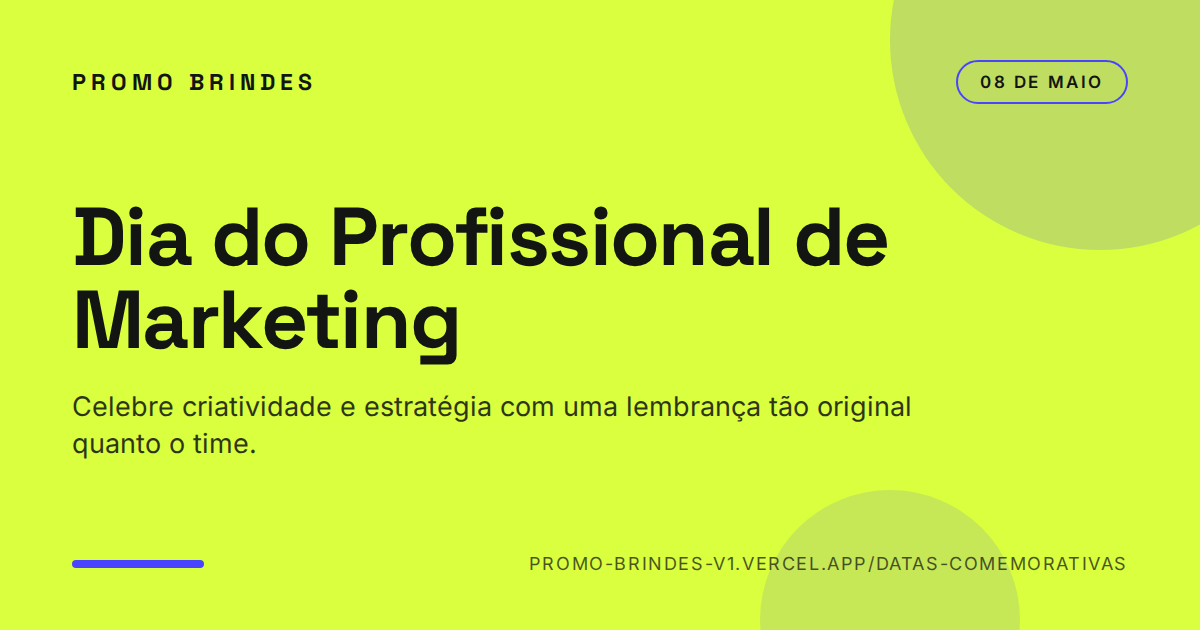 PROMO BRINDES
08 DE MAIO
Dia do Profissional de
Marketing
Celebre criatividade e estratégia com uma lembrança tão original
quanto o time.
PROMO-BRINDES-V1.VERCEL.APP/DATAS-COMEMORATIVAS